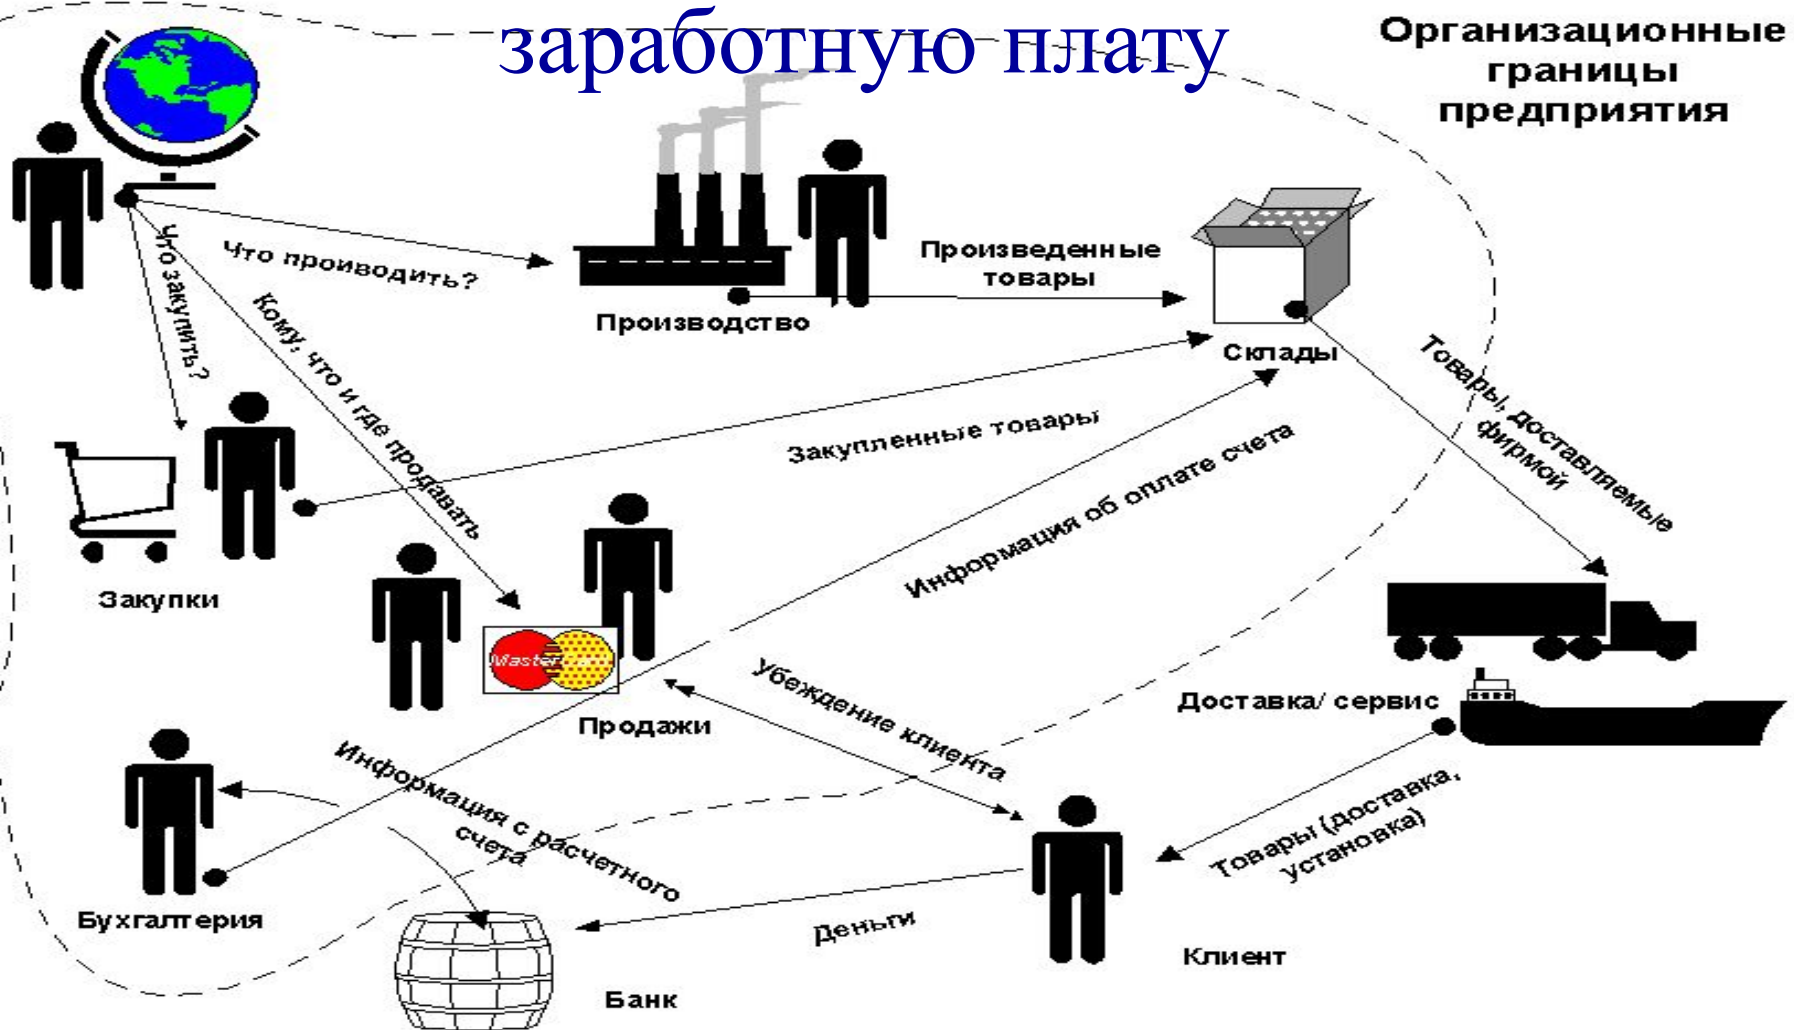 заработную плату
Организационные
границы
предприятия
Что проиводить?
Что закупить?
Кому, что и где продавать
Произведенные
товары
Производство
Склады
Товары, доставляемые
фирмой
Закупленные товары
Информация об оплате счета
Закупки
MasterCard
Продажи
Убеждение клиента
Доставка/ сервис
Информация с расчетного
счета
Товары (доставка,
установка)
Бухгалтерия
Деньги
Клиент
Банк